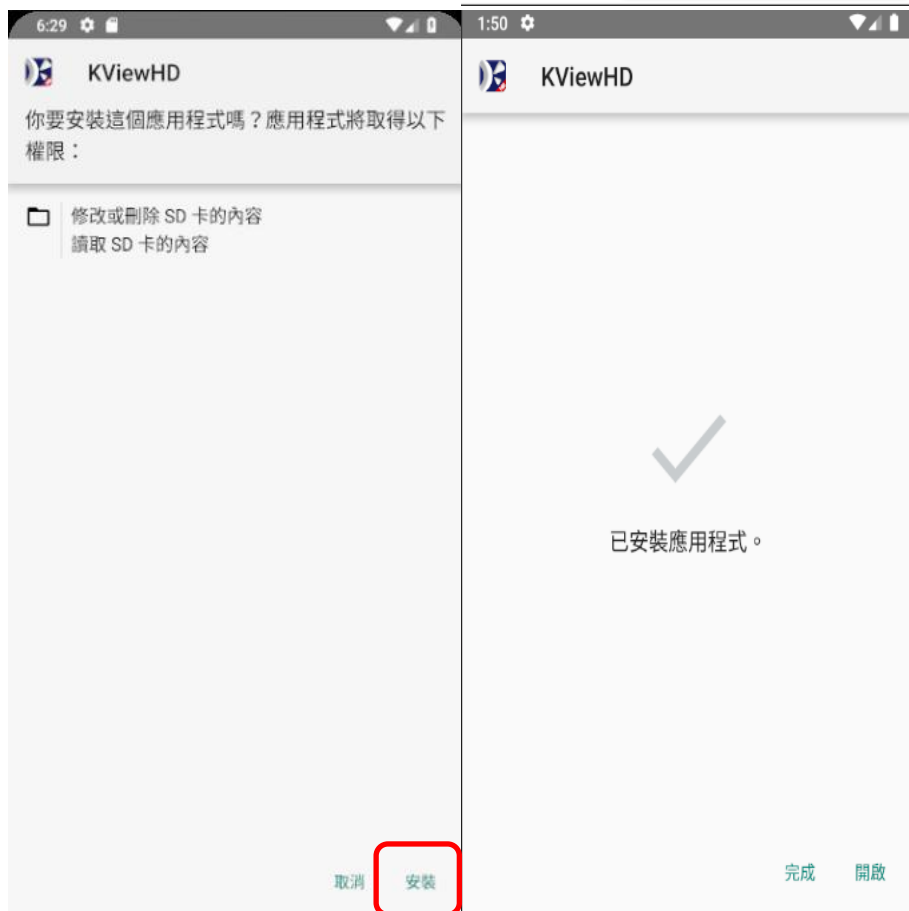 6:29
KViewHD
你要安裝這個應用程式嗎？應用程式將取得以下
權限：
修改或刪除 SD 卡的內容
讀取 SD 卡的內容
取消
安裝
1:50
KViewHD
已安裝應用程式。
完成
開啟